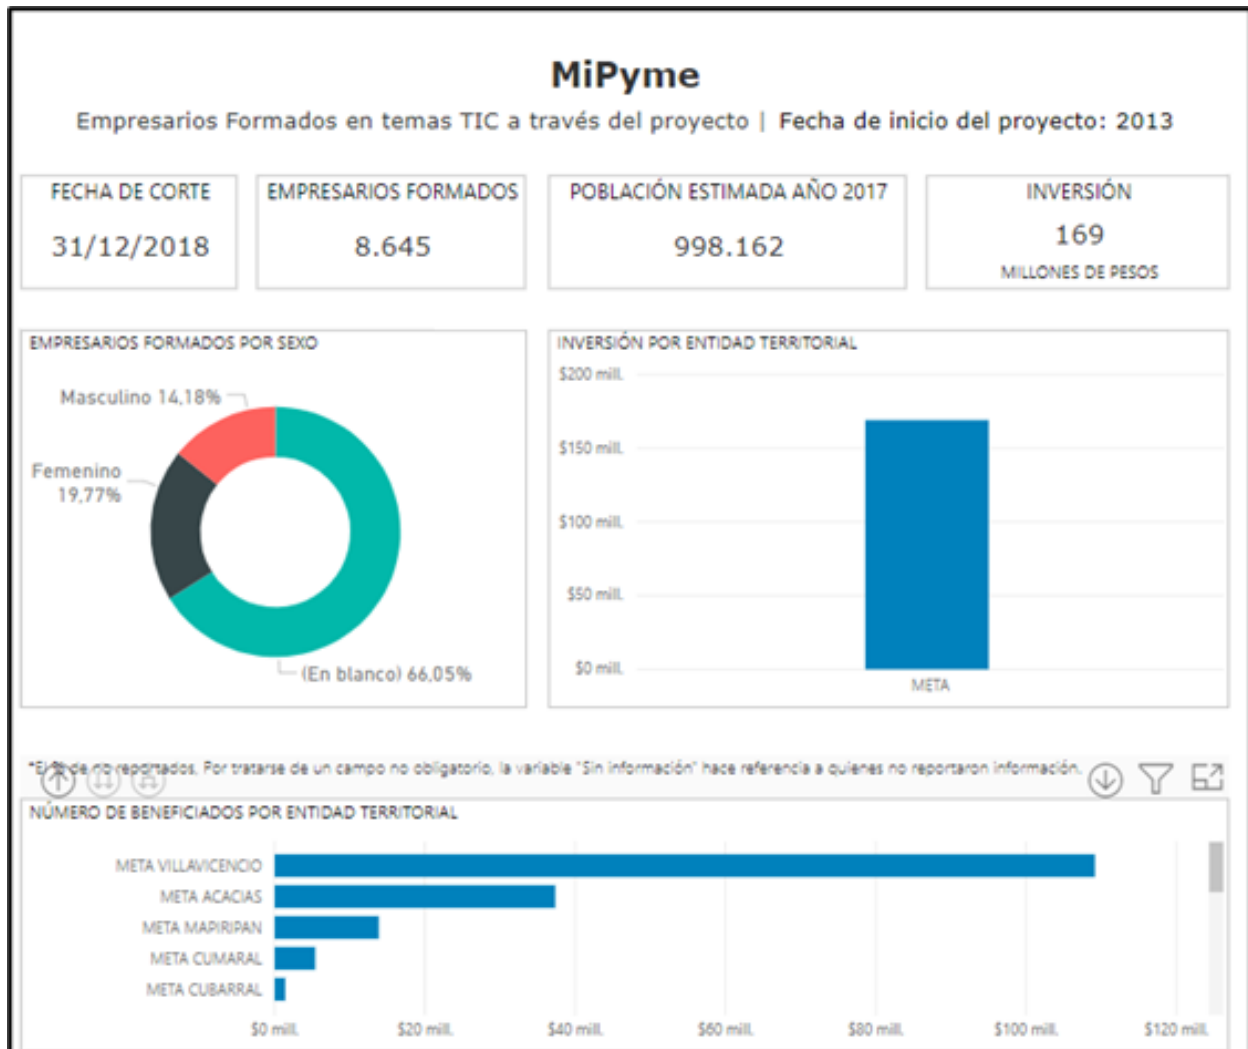 MiPyme
Empresarios Formados en temas TIC a través del proyecto | Fecha de inicio del proyecto: 2013
FECHA DE CORTE
31/12/2018
EMPRESARIOS FORMADOS
8.645
POBLACIÓN ESTIMADA AÑO 2017
998.162
INVERSIÓN
169
MILLONES DE PESOS
EMPRESARIOS FORMADOS POR SEXO
Masculino 14,18%
Femenino
19,77%
(En blanco) 66,05%
INVERSIÓN POR ENTIDAD TERRITORIAL
$200 mill.
$150 mill.
$100 mill.
$50 mill.
$0 mill.
META
*El % de no reportados, Por tratarse de un campo no obligatorio, la variable "Sin información" hace referencia a quienes no reportaron información.
NÚMERO DE BENEFICIADOS POR ENTIDAD TERRITORIAL
META VILLAVICENCIO
META ACACIAS
META MAPIRIPAN
META CUMARAL
META CUBARRAL
$0 mill.
$20 mill.
$40 mill.
$60 mill.
$80 mill.
$100 mill.
$120 mill.